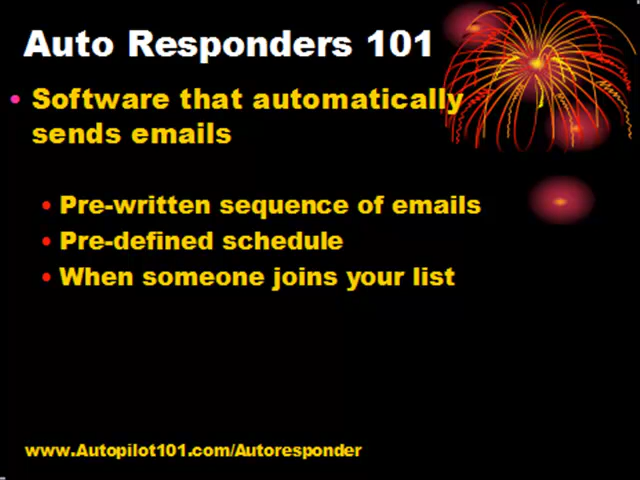 Auto Responders 101
• Software that automatically
sends emails
• Pre-written sequence of emails
• Pre-defined schedule
• When someone joins your list
www.Autopilot101.com/Autoresponder